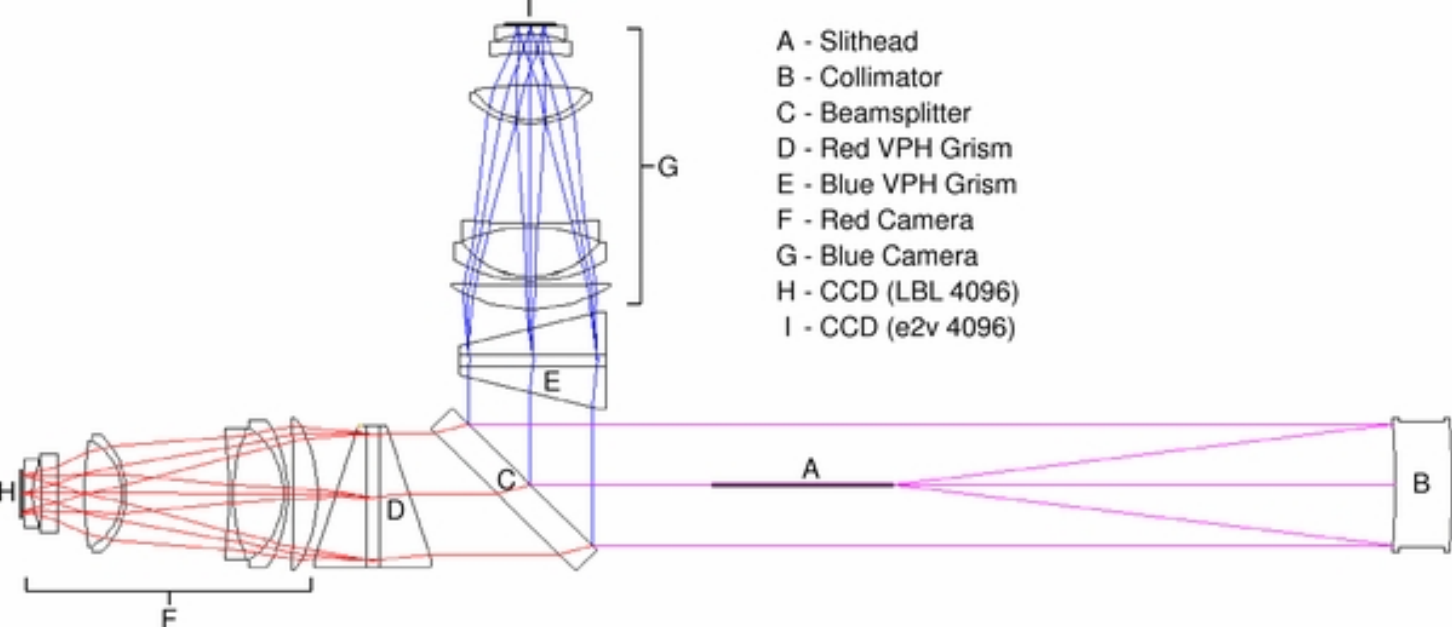 I
A - Slithead
B - Collimator
C - Beamsplitter
D - Red VPH Grism
E - Blue VPH Grism
F - Red Camera
G - Blue Camera
H - CCD (LBL 4096)
I - CCD (e2v 4096)
G
E
A
C
B
H
D
F